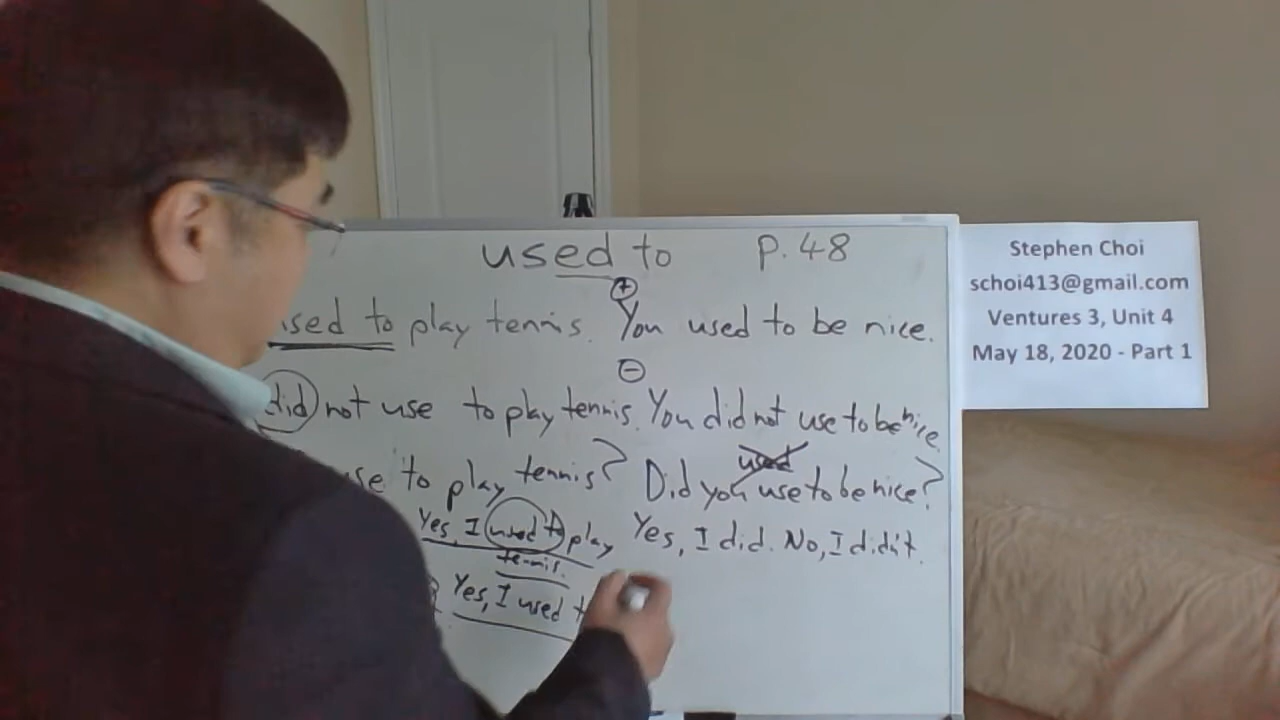 used to p.48
+
used to play tennis. You used to be nice.
-
did not use to play tennis. You did not use to be nice.
used
use to play tennis? Did you use to be nice?
Yes, I used to play Yes, I did. No, I didn't.
tennis.
Yes, I used t
Stephen Choi
schoi413@gmail.com
Ventures 3, Unit 4
May 18, 2020 - Part 1